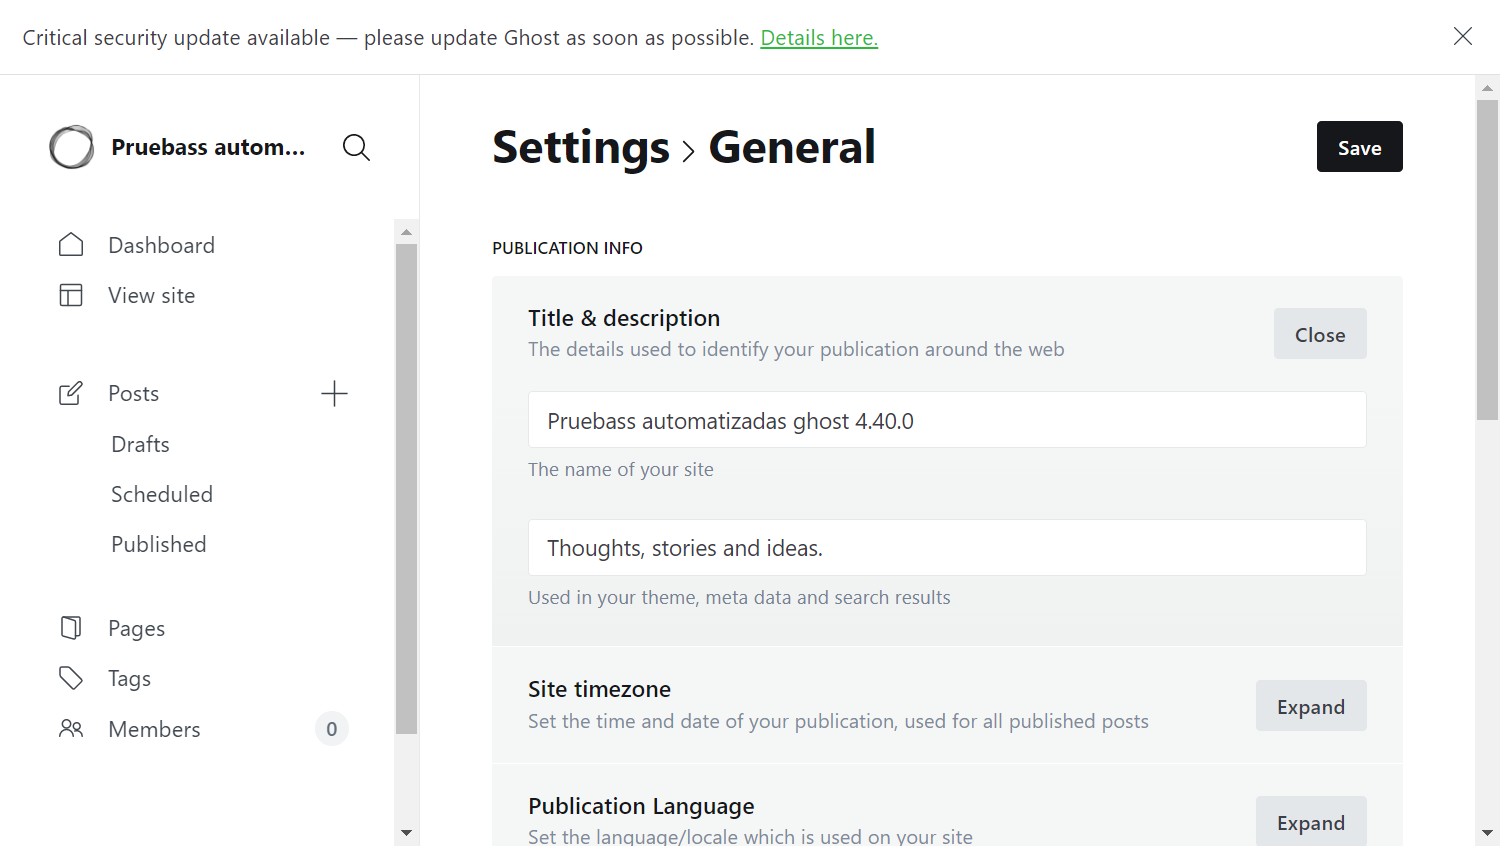 Critical security update available — please update Ghost as soon as possible. Details here.
Pruebass autom...
Dashboard
View site
Posts
Drafts
Scheduled
Published
Pages
Tags
Members 0
Settings > General
Save
PUBLICATION INFO
Title & description
The details used to identify your publication around the web
Close
Pruebass automatizadas ghost 4.40.0
The name of your site
Thoughts, stories and ideas.
Used in your theme, meta data and search results
Site timezone
Set the time and date of your publication, used for all published posts
Expand
Publication Language
Set the language/locale which is used on your site
Expand